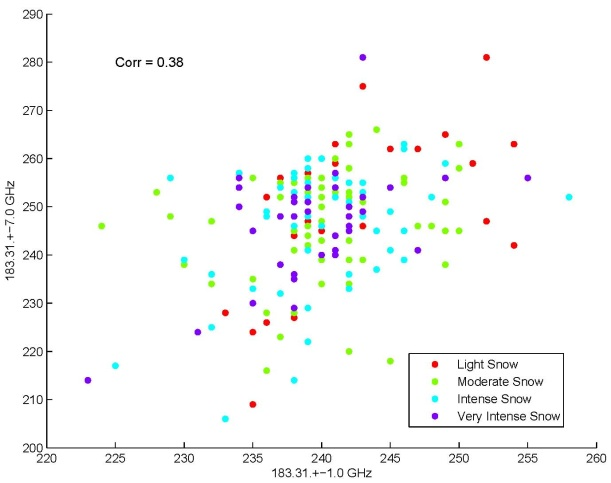 290
280
270
260
250
240
230
220
210
200
183.31.+−7.0 GHz
Corr = 0.38
Light Snow
Moderate Snow
Intense Snow
Very Intense Snow
220 225 230 235 240 245 250 255 260
183.31.+−1.0 GHz